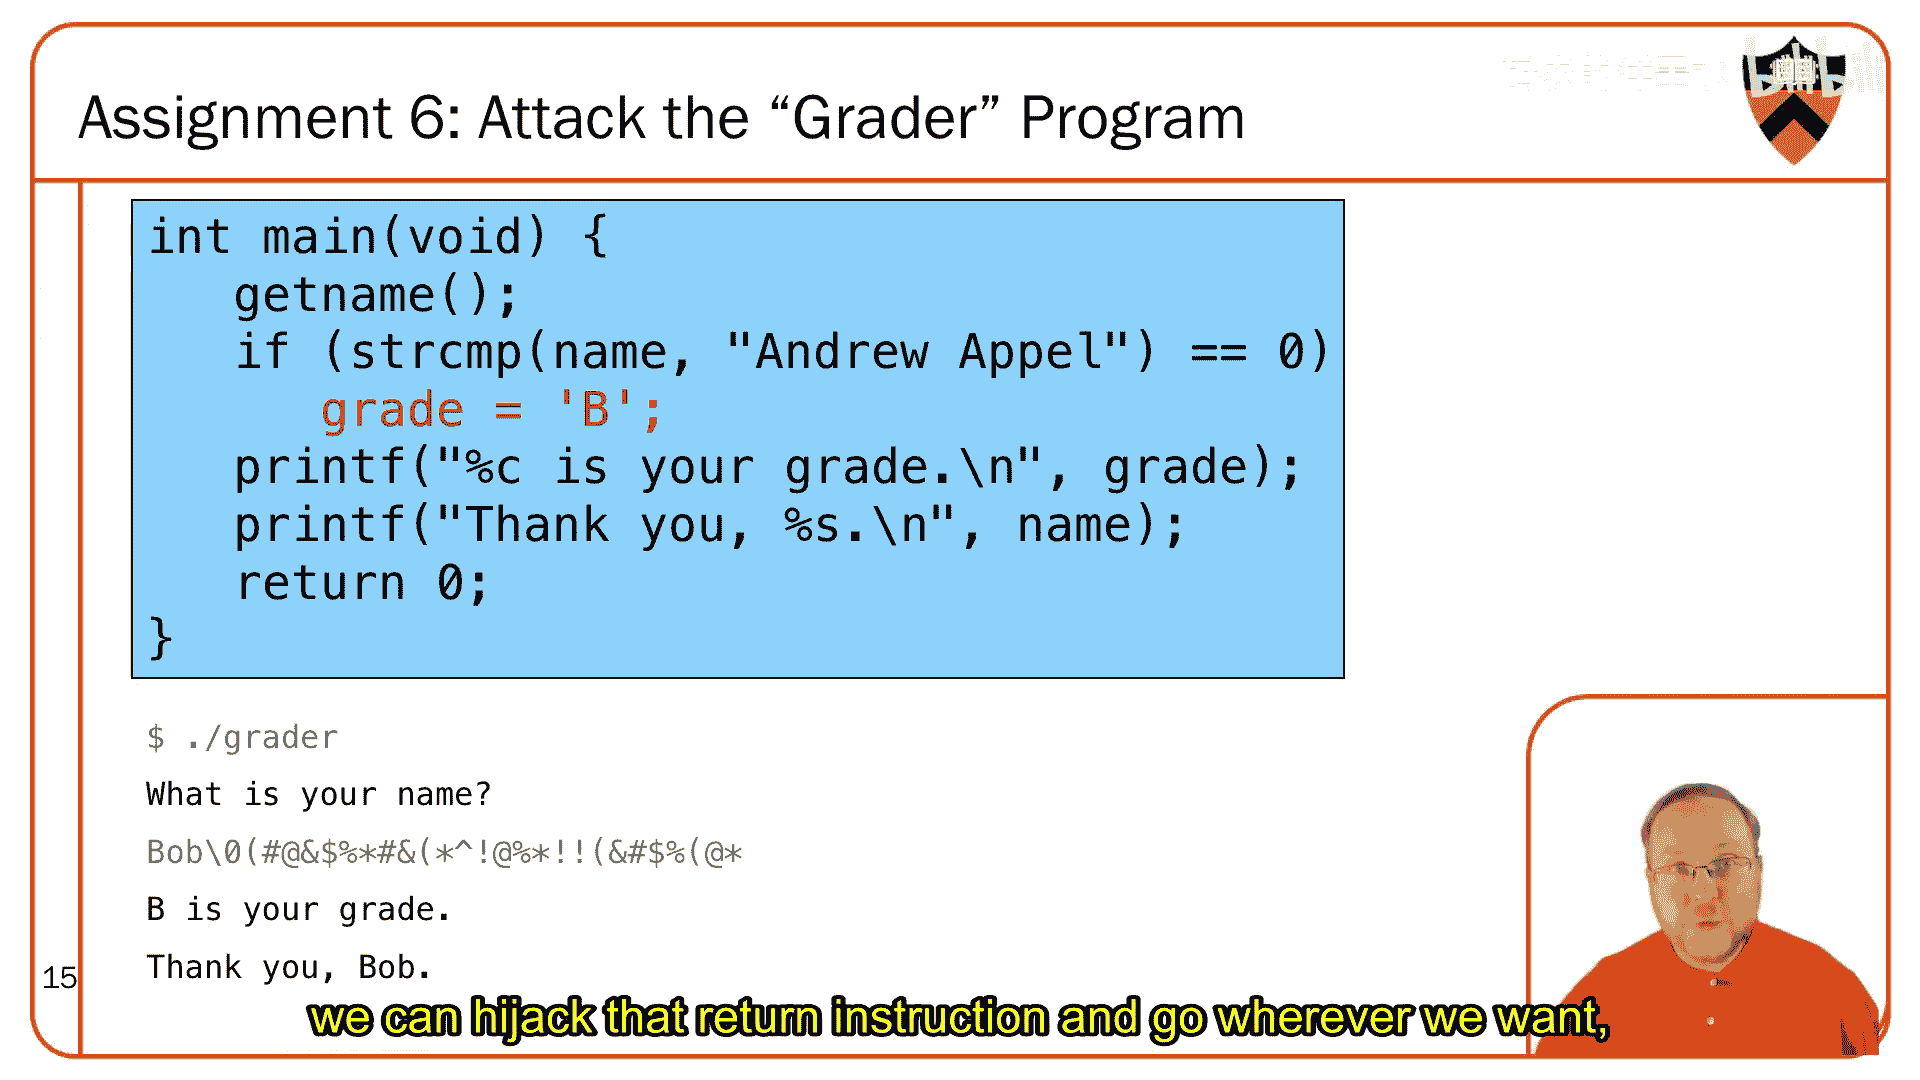 Assignment 6: Attack the “Grader” Program
int main(void) {
   getname();
   if (strcmp(name, "Andrew Appel") == 0)
      grade = 'B';
   printf("%c is your grade.\n", grade);
   printf("Thank you, %s.\n", name);
   return 0;
}
$ ./grader
What is your name?
Bob\0(#@&$%*#&(*^!@%*!!(&#$%(@*
B is your grade.
Thank you, Bob.
15
we can hijack that return instruction and go wherever we want,